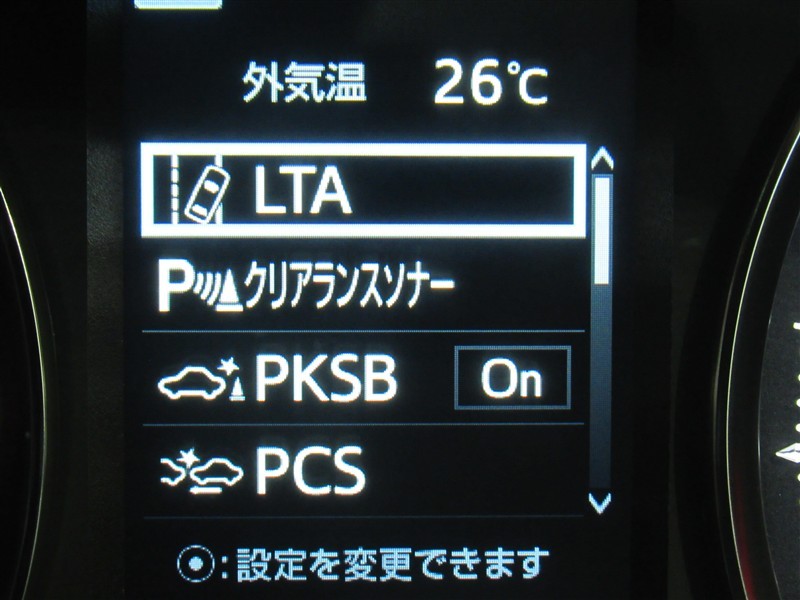 外気温 26℃
LTA
Pクリアランスソナー
PKSB On
PCS
⦿:設定を変更できます